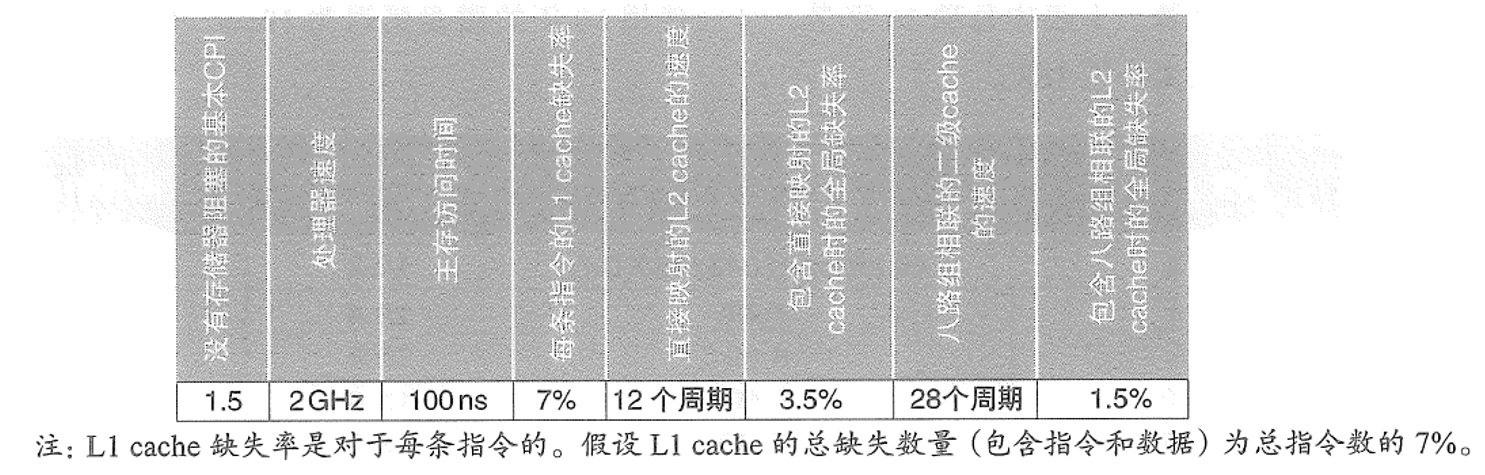 没有存储器阻塞的基本CPI
处理器速度
主存访问时间
每条指令的L1 cache缺失率
直接映射的L2 cache的速度
包含直接映射的L2
cache时的全局缺失率
八路组相联的二级cache
的速度
包含八路组相联的L2
cache时的全局缺失率
1.5 2GHz 100ns 7% 12个周期 3.5% 28个周期 1.5%
注：L1 cache 缺失率是对于每条指令的。假设 L1 cache 的总缺失数量（包含指令和数据）为总指令数的 7%。